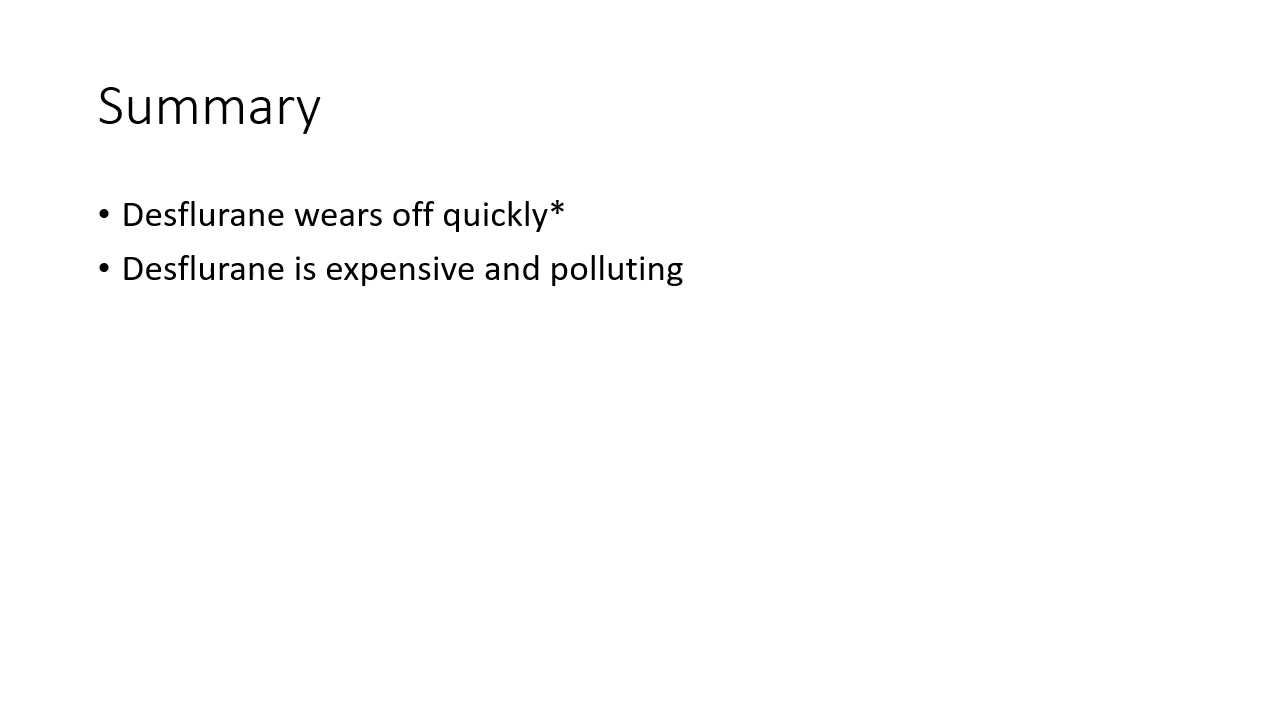 Summary
• Desflurane wears off quickly*
• Desflurane is expensive and polluting